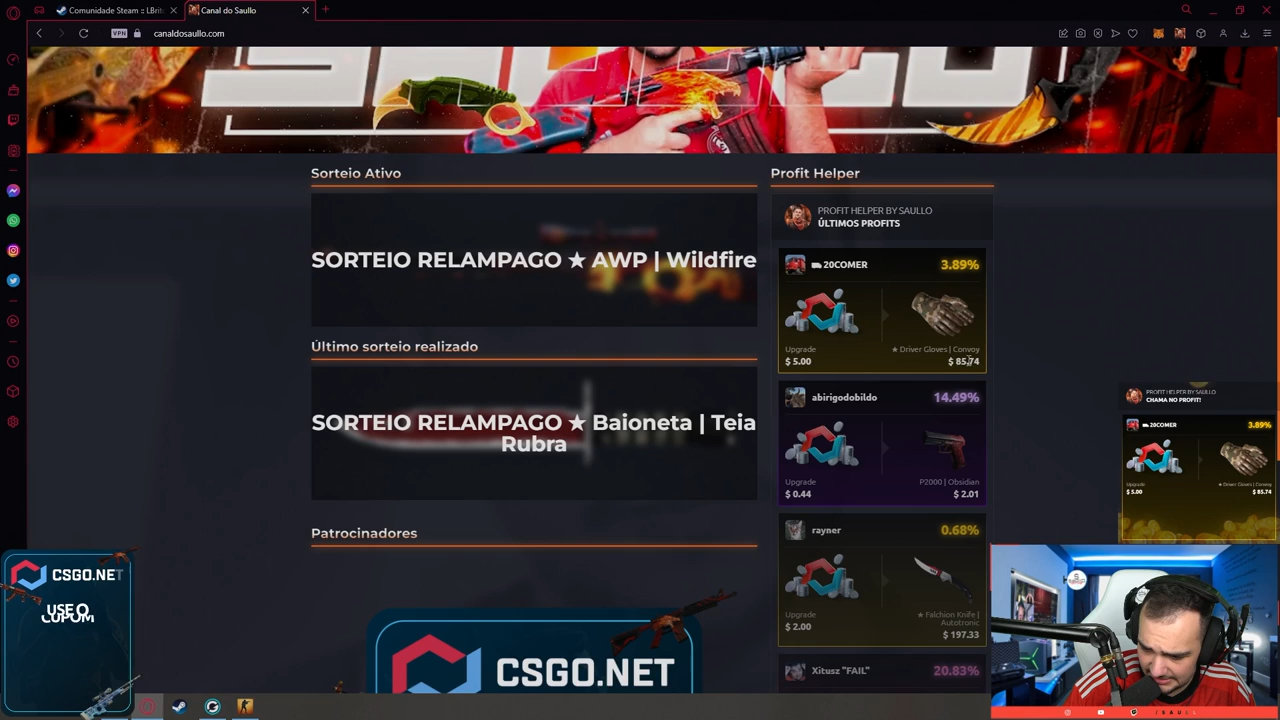 Comunidade Steam :: LBrit
Canal do Saullo
VPN
canaldosaullo.com
Sorteio Ativo
SORTEIO RELAMPAGO ★ AWP | Wildfire
Último sorteio realizado
SORTEIO RELAMPAGO ★ Baioneta | Teia
Rubra
Patrocinadores
CSGO.NET
Profit Helper
PROFIT HELPER BY SAULLO
ÚLTIMOS PROFITS
20COMER 3.89%
Upgrade ★ Driver Gloves | Convoy
$ 5.00 $ 85.74
abirigodobildo 14.49%
Upgrade P2000 | Obsidian
$ 0.44 $ 2.01
rayner 0.68%
Upgrade ★ Falchion Knife |
Autotronic
$ 2.00 $ 197.33
Xitusz "FAIL" 20.83%
PROFIT HELPER BY SAULLO
CHAMA NO PROFIT!
20COMER 3.89%
Upgrade ★ Driver Gloves | Convoy
$ 5.00 $ 85.74
CSGO.NET
USE O
CUPOM